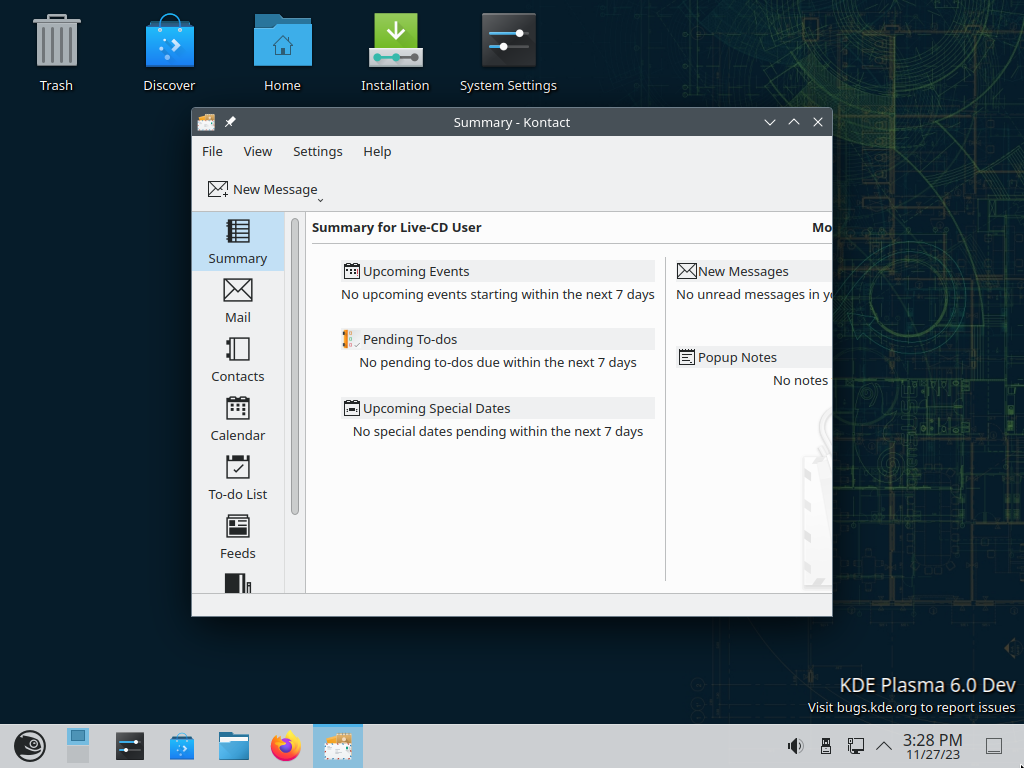 Trash
Discover
Home
Installation
System Settings
Summary - Kontact
File View Settings Help
New Message
Summary for Live-CD User
Mo
Summary
Mail
Contacts
Calendar
To-do List
Feeds
Upcoming Events
No upcoming events starting within the next 7 days
Pending To-dos
No pending to-dos due within the next 7 days
Upcoming Special Dates
No special dates pending within the next 7 days
New Messages
No unread messages in yo
Popup Notes
No notes
KDE Plasma 6.0 Dev
Visit bugs.kde.org to report issues
3:28 PM
11/27/23